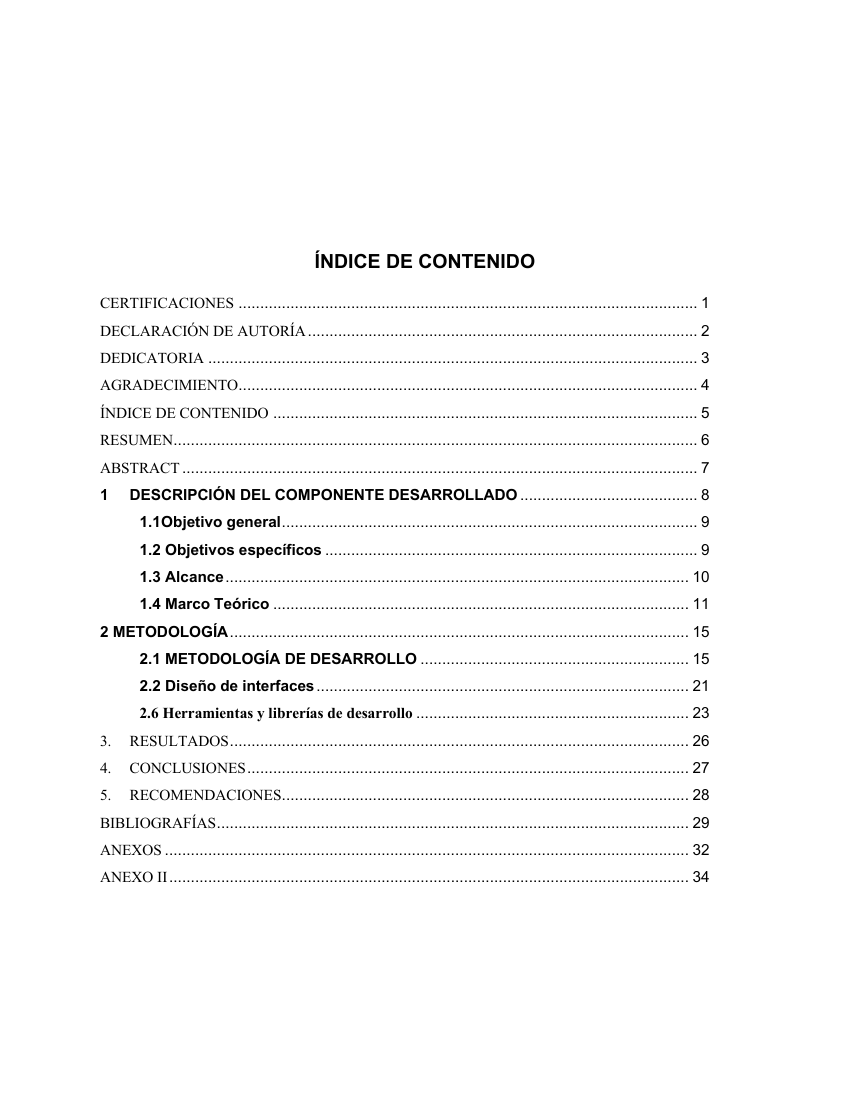 ÍNDICE DE CONTENIDO
CERTIFICACIONES ........................................................................................................... 1
DECLARACIÓN DE AUTORÍA.......................................................................................... 2
DEDICATORIA ................................................................................................................. 3
AGRADECIMIENTO.......................................................................................................... 4
ÍNDICE DE CONTENIDO .................................................................................................. 5
RESUMEN......................................................................................................................... 6
ABSTRACT....................................................................................................................... 7
1 DESCRIPCIÓN DEL COMPONENTE DESARROLLADO......................................... 8
1.1Objetivo general................................................................................................ 9
1.2 Objetivos específicos ...................................................................................... 9
1.3 Alcance........................................................................................................... 10
1.4 Marco Teórico ................................................................................................ 11
2 METODOLOGÍA.......................................................................................................... 15
2.1 METODOLOGÍA DE DESARROLLO .............................................................. 15
2.2 Diseño de interfaces...................................................................................... 21
2.6 Herramientas y librerías de desarrollo ............................................................... 23
3. RESULTADOS.......................................................................................................... 26
4. CONCLUSIONES...................................................................................................... 27
5. RECOMENDACIONES.............................................................................................. 28
BIBLIOGRAFÍAS............................................................................................................. 29
ANEXOS ......................................................................................................................... 32
ANEXO II......................................................................................................................... 34